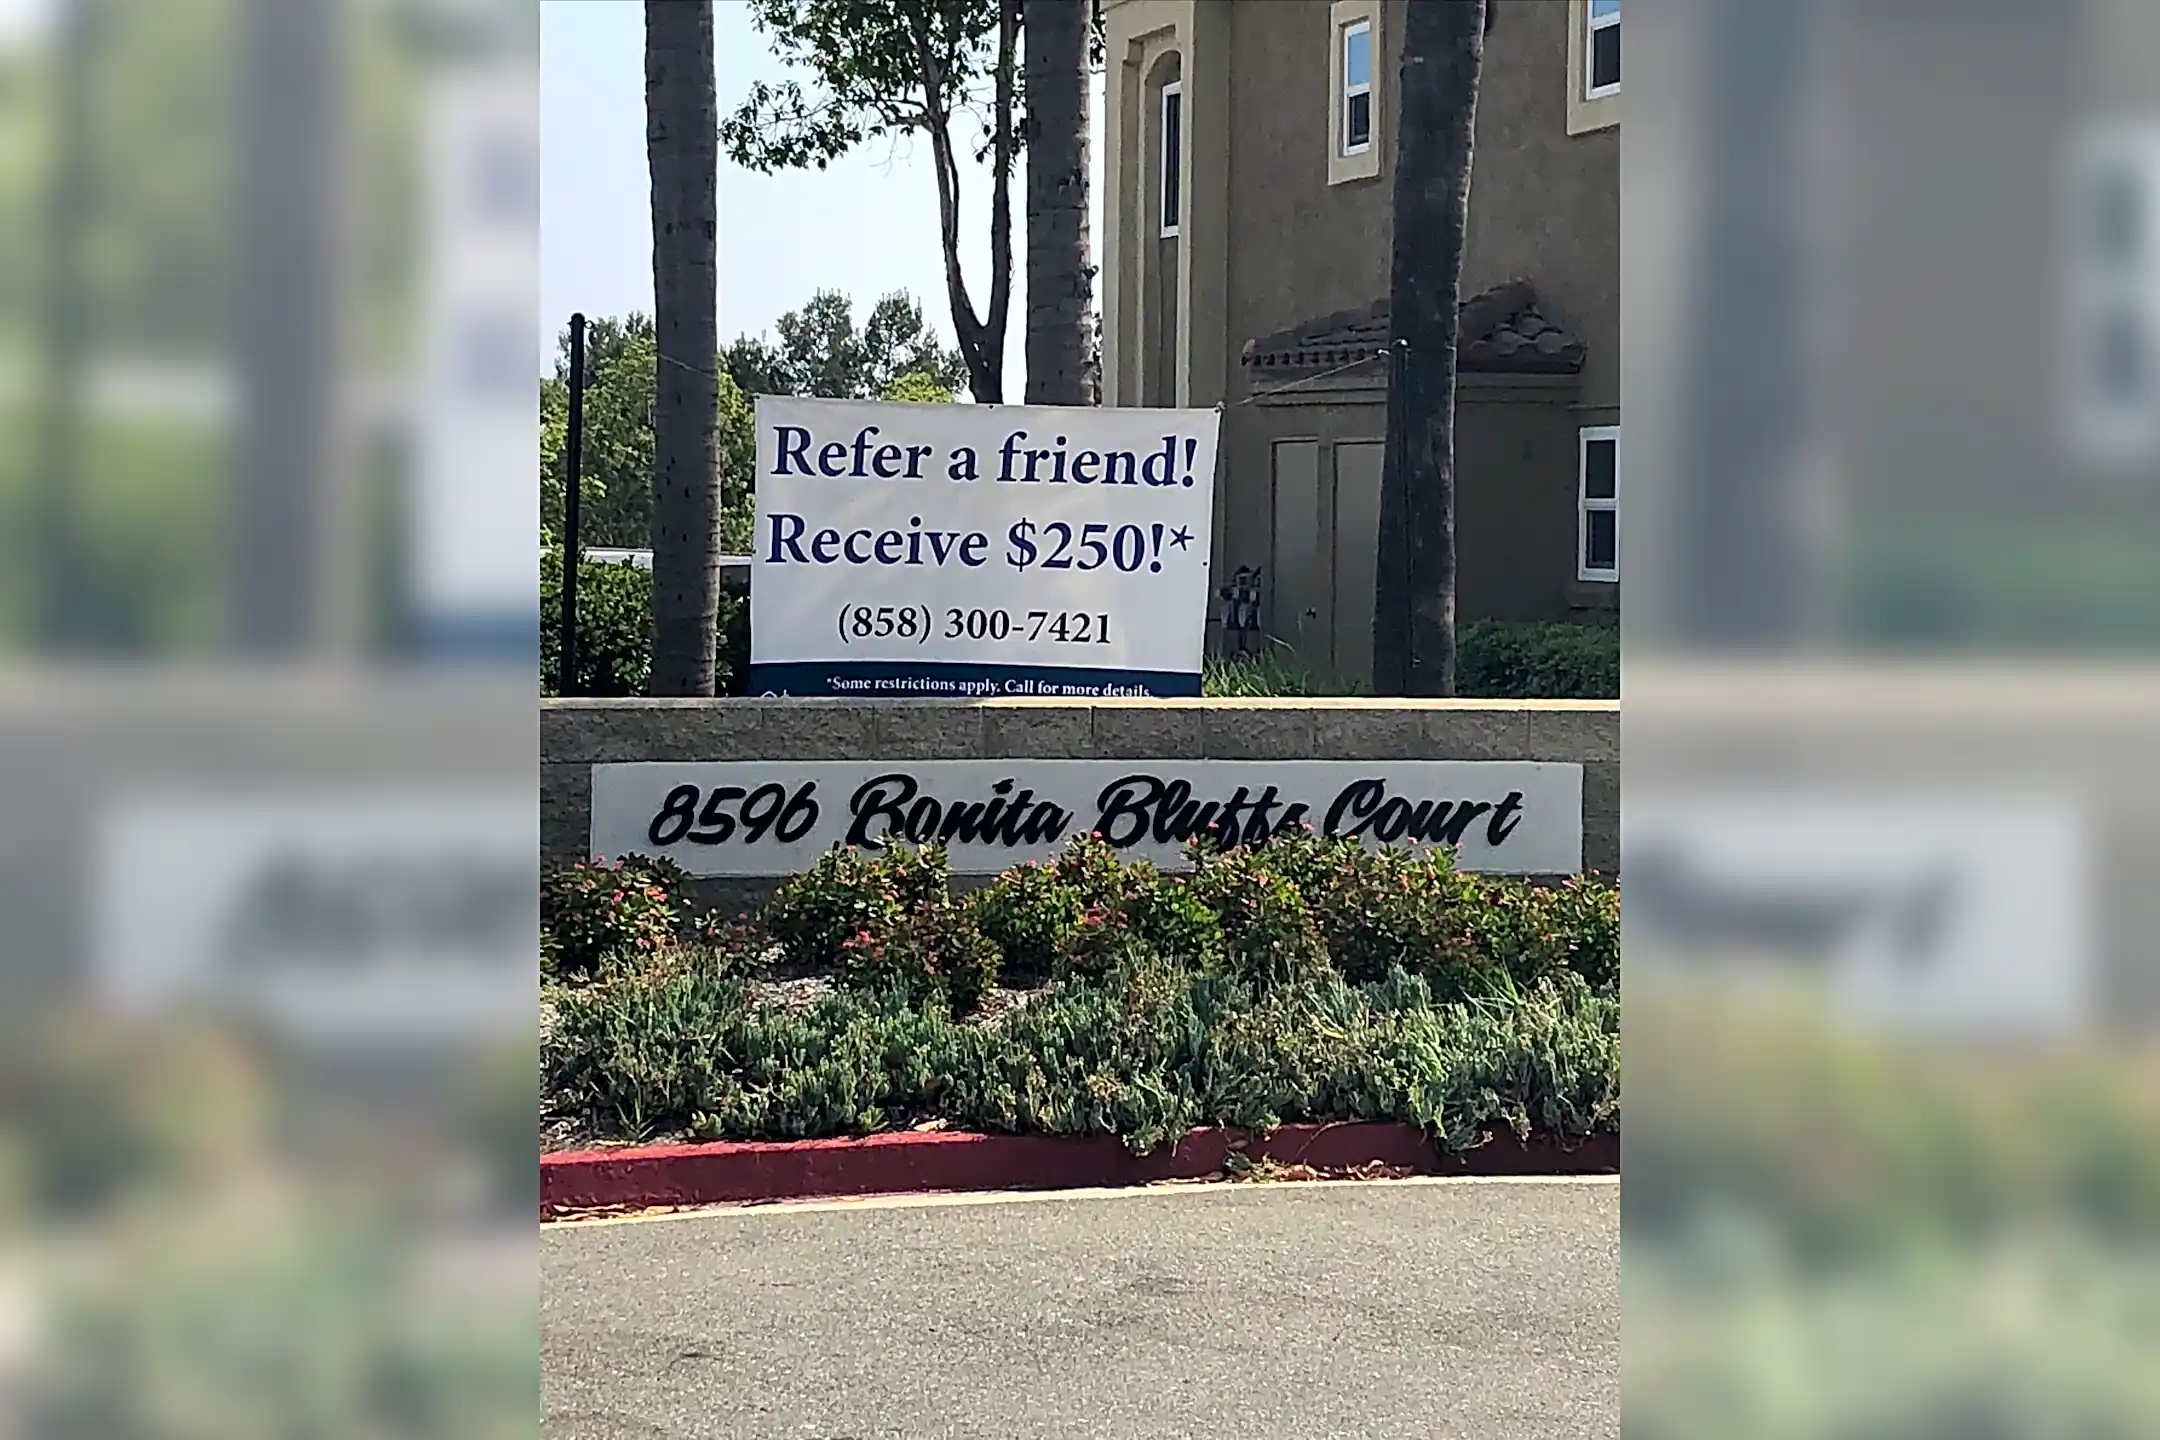 Refer a friend!
Receive $250!*
(858) 300-7421
*Some restrictions apply. Call for more details.
8596 Bonita Bluffs Court